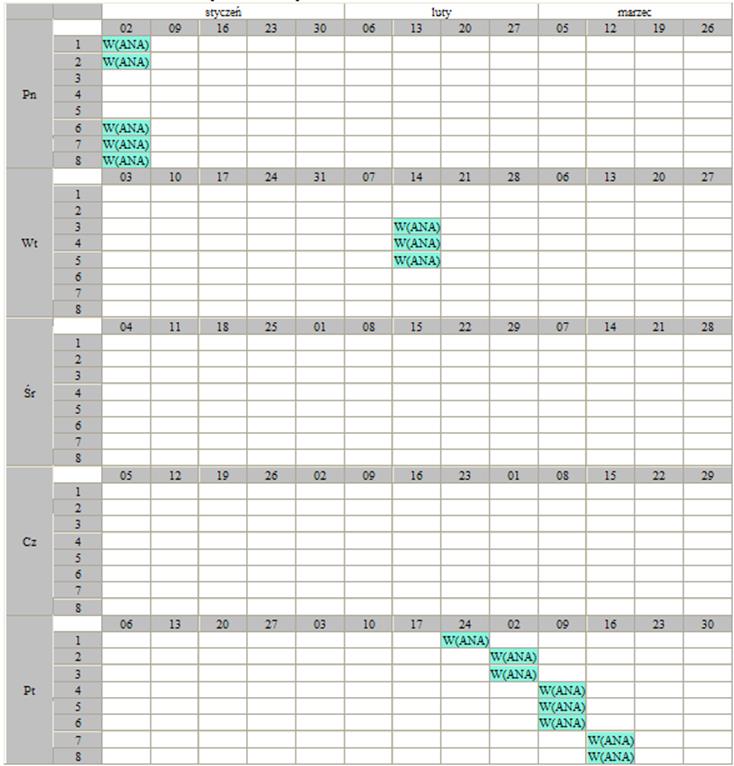 styczeń luty marzec
02 09 16 23 30 06 13 20 27 05 12 19 26
1 W(ANA)
2 W(ANA)
3
Pn 4
5
6 W(ANA)
7 W(ANA)
8 W(ANA)
03 10 17 24 31 07 14 21 28 06 13 20 27
1
2
3 W(ANA)
Wt 4 W(ANA)
5 W(ANA)
6
7
8
04 11 18 25 01 08 15 22 29 07 14 21 28
1
2
3
Śr 4
5
6
7
8
05 12 19 26 02 09 16 23 01 08 15 22 29
1
2
3
Cz 4
5
6
7
8
06 13 20 27 03 10 17 24 02 09 16 23 30
1 W(ANA)
2 W(ANA)
3 W(ANA)
Pt 4 W(ANA)
5 W(ANA)
6 W(ANA)
7 W(ANA)
8 W(ANA)